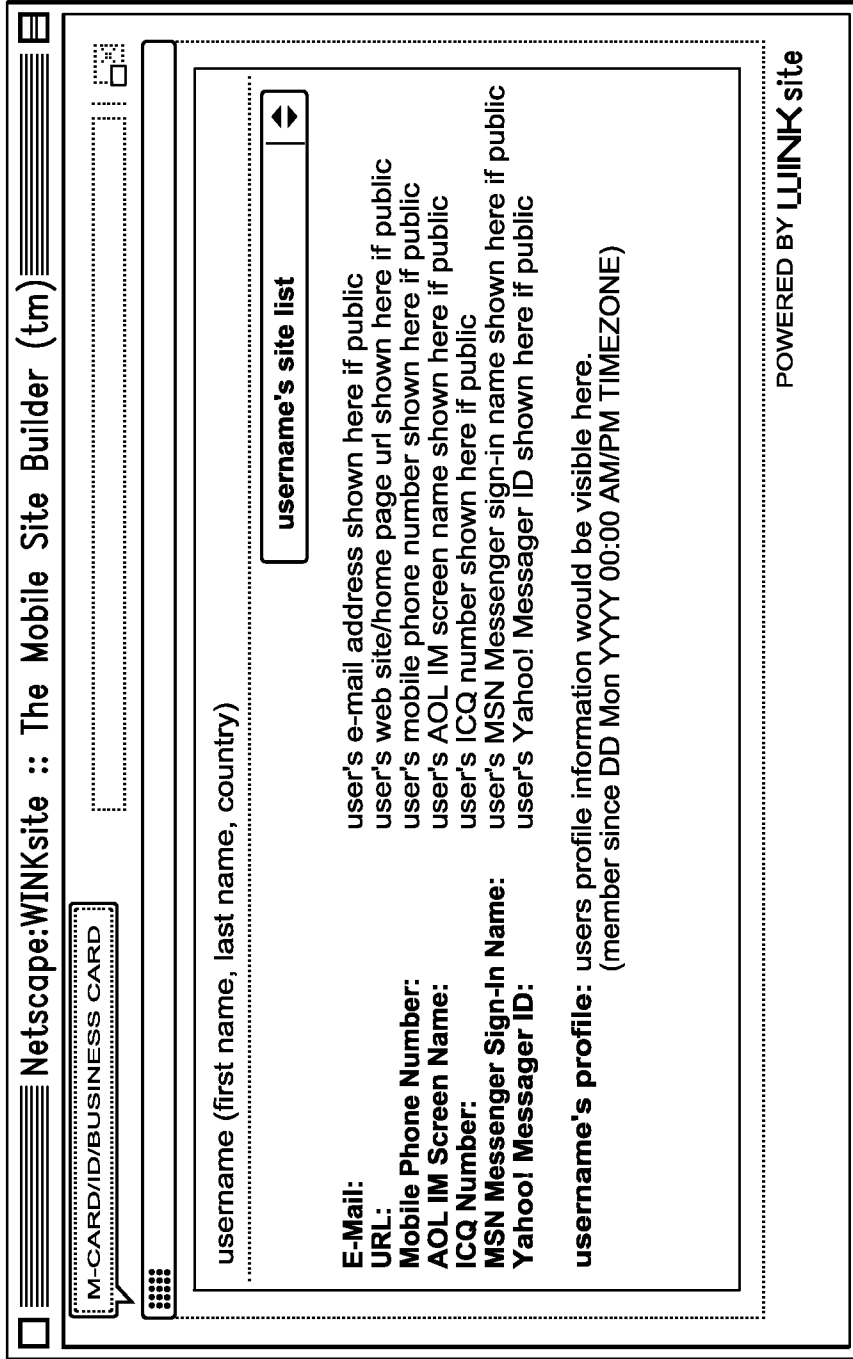 Netscape:WINKsite :: The Mobile Site Builder (tm)
M-CARD/ID/BUSINESS CARD
username (first name, last name, country)
username's site list
E-Mail: user's e-mail address shown here if public
URL: user's web site/home page url shown here if public
Mobile Phone Number: user's mobile phone number shown here if public
AOL IM Screen Name: user's AOL IM screen name shown here if public
ICQ Number: user's ICQ number shown here if public
MSN Messenger Sign-In Name: user's MSN Messenger sign-in name shown here if public
Yahoo! Messager ID: user's Yahoo! Messager ID shown here if public
username's profile: users profile information would be visible here.
(member since DD Mon YYYY 00:00 AM/PM TIMEZONE)
POWERED BY WINKsite